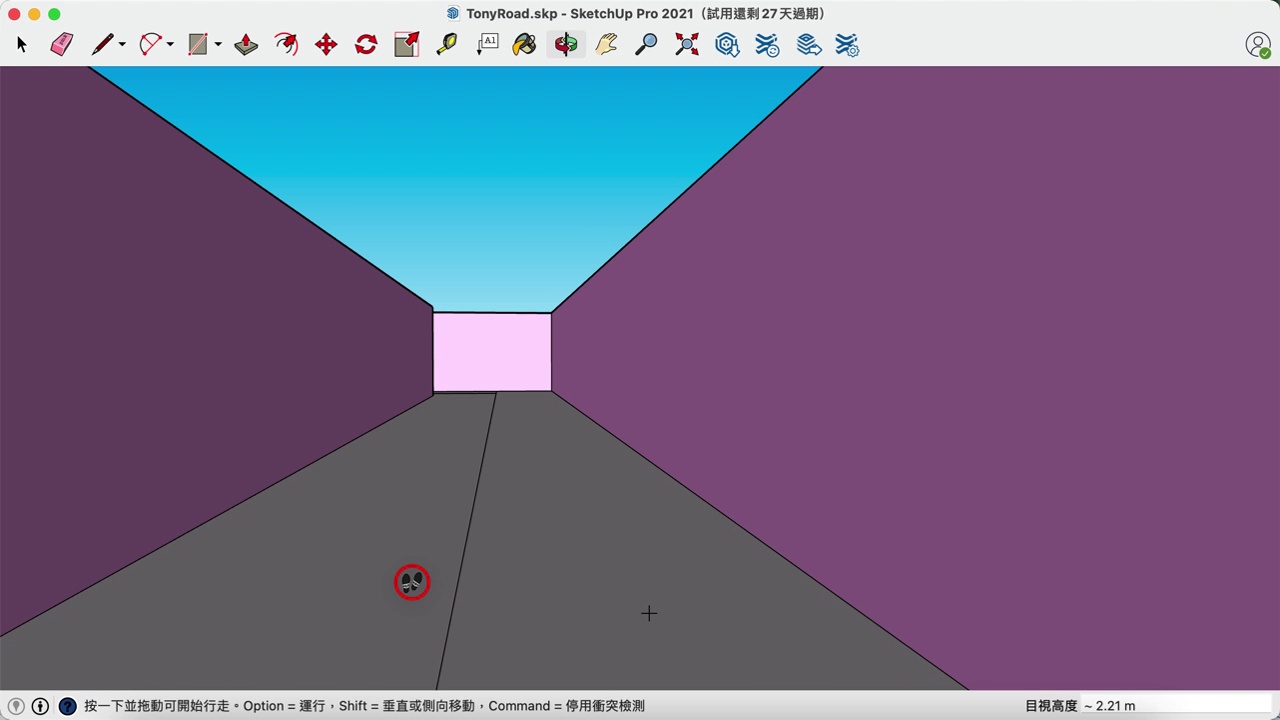 TonyRoad.skp - SketchUp Pro 2021（試用還剩 27 天過期）
A1
按一下並拖動可開始行走。Option = 運行，Shift = 垂直或側向移動，Command = 停用衝突檢測
目視高度 ~ 2.21 m